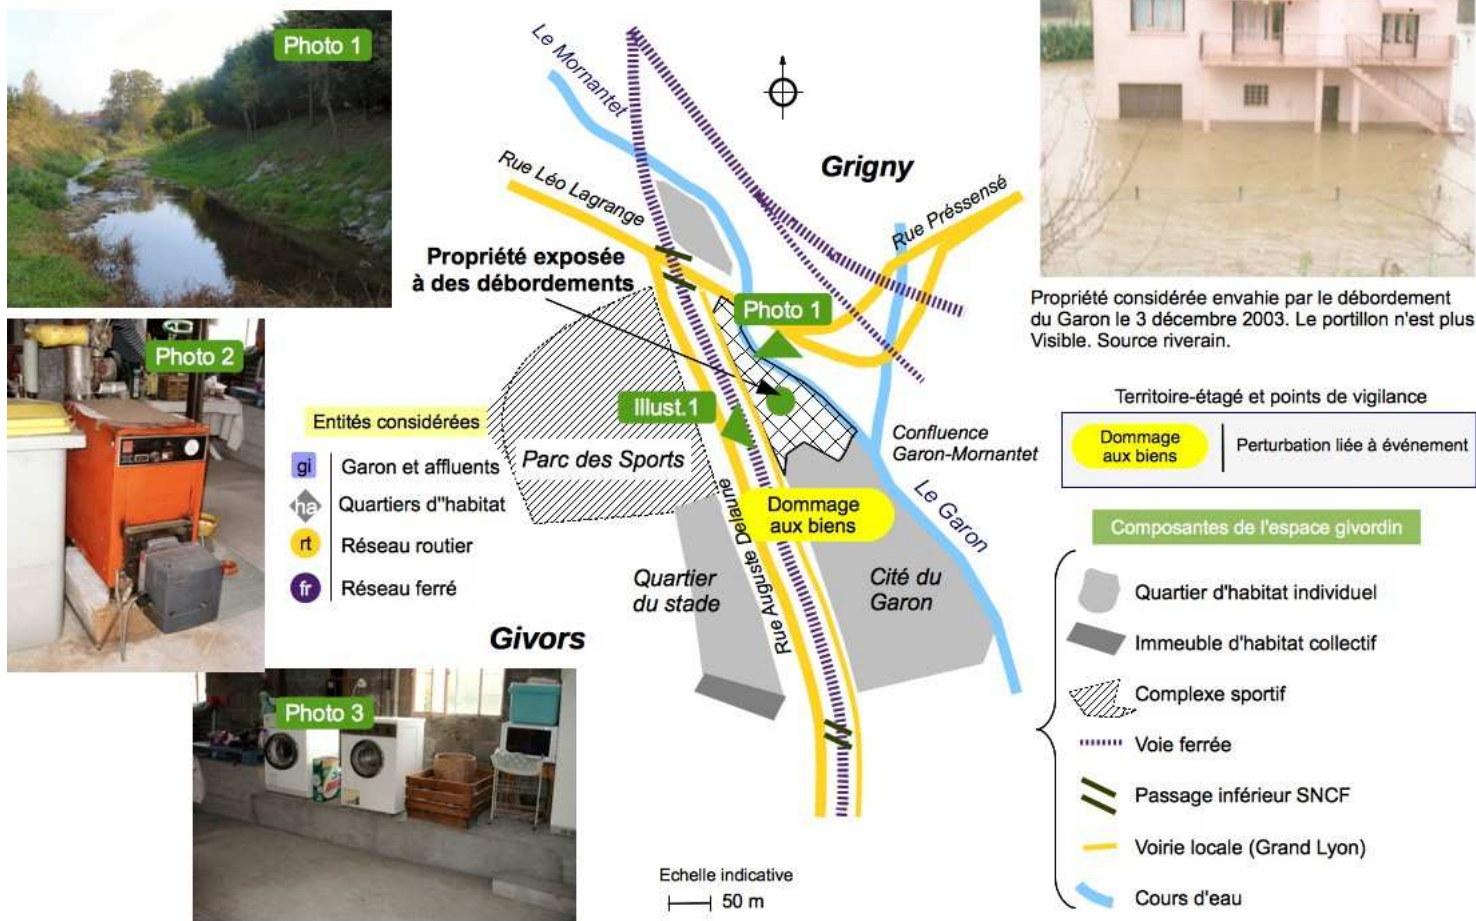 Photo 1
Le Mornantet
Rue Léo Lagrange
Grigny
Rue Préssensé
Propriété exposée
à des débordements
Photo 1
Propriété considérée envahie par le débordement
du Garon le 3 décembre 2003. Le portillon n'est plus
Visible. Source riverain.
Photo 2
Illust.1
Entités considérées
gi Garon et affluents
ha Quartiers d"habitat
rt Réseau routier
fr Réseau ferré
Parc des Sports
Confluence
Garon-Mornantet
Le Garon
Dommage
aux biens
Rue Auguste Delaune
Quartier
du stade
Cité du
Garon
Givors
Photo 3
Echelle indicative
50 m
Territoire-étagé et points de vigilance
Dommage
aux biens
Perturbation liée à événement
Composantes de l'espace givordin
Quartier d'habitat individuel
Immeuble d'habitat collectif
Complexe sportif
Voie ferrée
Passage inférieur SNCF
Voirie locale (Grand Lyon)
Cours d'eau